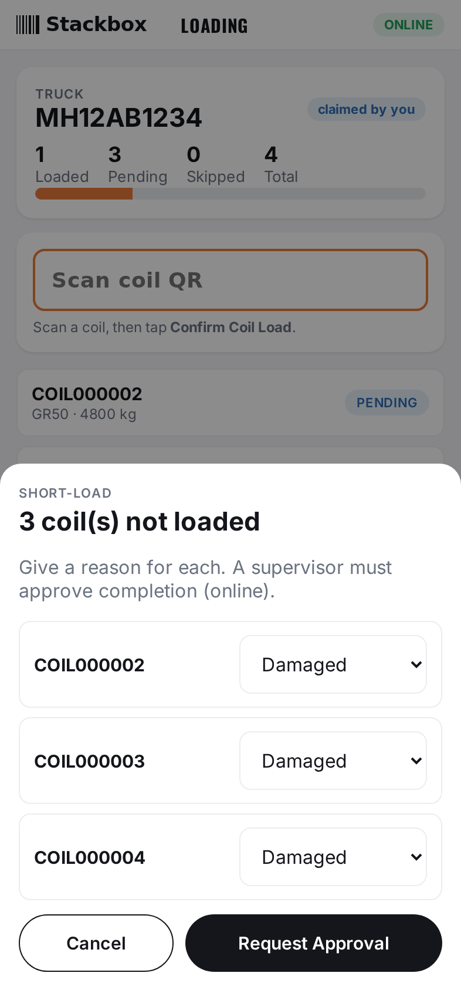 Stackbox
LOADING
ONLINE
TRUCK
MH12AB1234
claimed by you
1 3 0 4
Loaded Pending Skipped Total
Scan coil QR
Scan a coil, then tap Confirm Coil Load.
COIL000002
GR50 · 4800 kg
PENDING
SHORT-LOAD
3 coil(s) not loaded
Give a reason for each. A supervisor must
approve completion (online).
COIL000002 Damaged
COIL000003 Damaged
COIL000004 Damaged
Cancel Request Approval